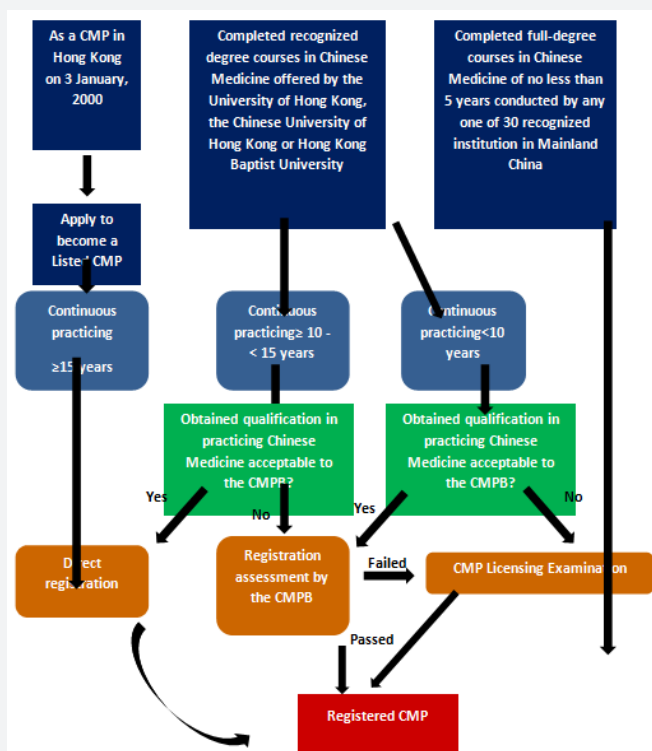 As a CMP in
Hong Kong
on 3 January,
2000
Completed recognized
degree courses in Chinese
Medicine offered by the
University of Hong Kong,
the Chinese University of
Hong Kong or Hong Kong
Baptist University
Completed full-degree
courses in Chinese
Medicine of no less than
5 years conducted by any
one of 30 recognized
institution in Mainland
China
Apply to
become a
Listed CMP
Continuous
practicing
≥15 years
Continuous
practicing≥ 10 -
< 15 years
Continuous
practicing<10
years
Obtained qualification in
practicing Chinese
Medicine acceptable to
the CMPB?
Obtained qualification in
practicing Chinese
Medicine acceptable to
the CMPB?
Yes
No
Yes
No
Direct
registration
Registration
assessment by
the CMPB
Failed
CMP Licensing Examination
Passed
Registered CMP